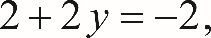 2 + 2y = −2,